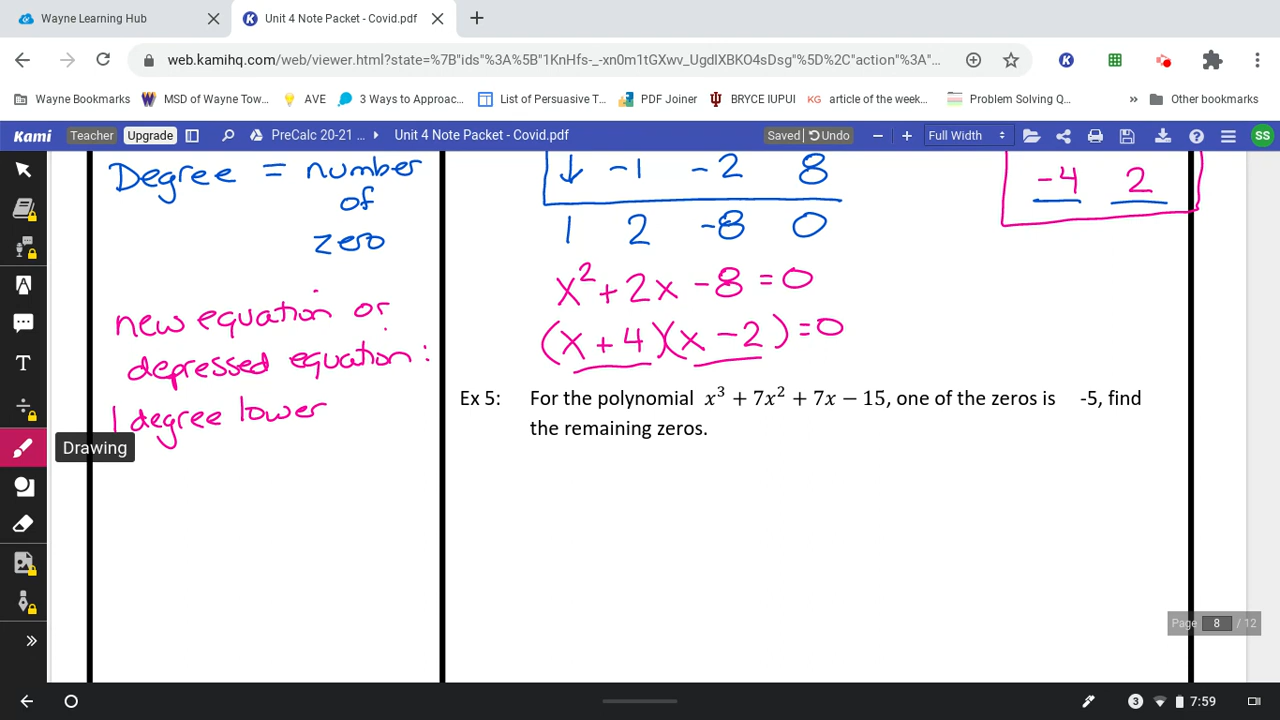 Wayne Learning Hub
Unit 4 Note Packet - Covid.pdf
web.kamihq.com/web/viewer.html?state=%7B"ids"%3A%5B"1KnHfs-_-xn0m1tGXwv_UgdIXBKO4sDsg"%5D%2C"action"%3A"...
Wayne Bookmarks
MSD of Wayne Tow...
AVE
3 Ways to Approac...
List of Persuasive T...
PDF Joiner
BRYCE IUPUI
KG article of the week...
Problem Solving Q...
»
Other bookmarks
Kami
Teacher
Upgrade
PreCalc 20-21 ...
Unit 4 Note Packet - Covid.pdf
Saved
Undo
Full Width
SS
Degree = number
of
zero
new equation or
depressed equation:
1 degree lower
↓ -1 -2 8
1 2 -8 0
-4 2
x² + 2x - 8 = 0
(x + 4)(x - 2) = 0
Ex 5: For the polynomial x³ + 7x² + 7x − 15, one of the zeros is -5, find
the remaining zeros.
Drawing
Page 8 / 12
3 7:59